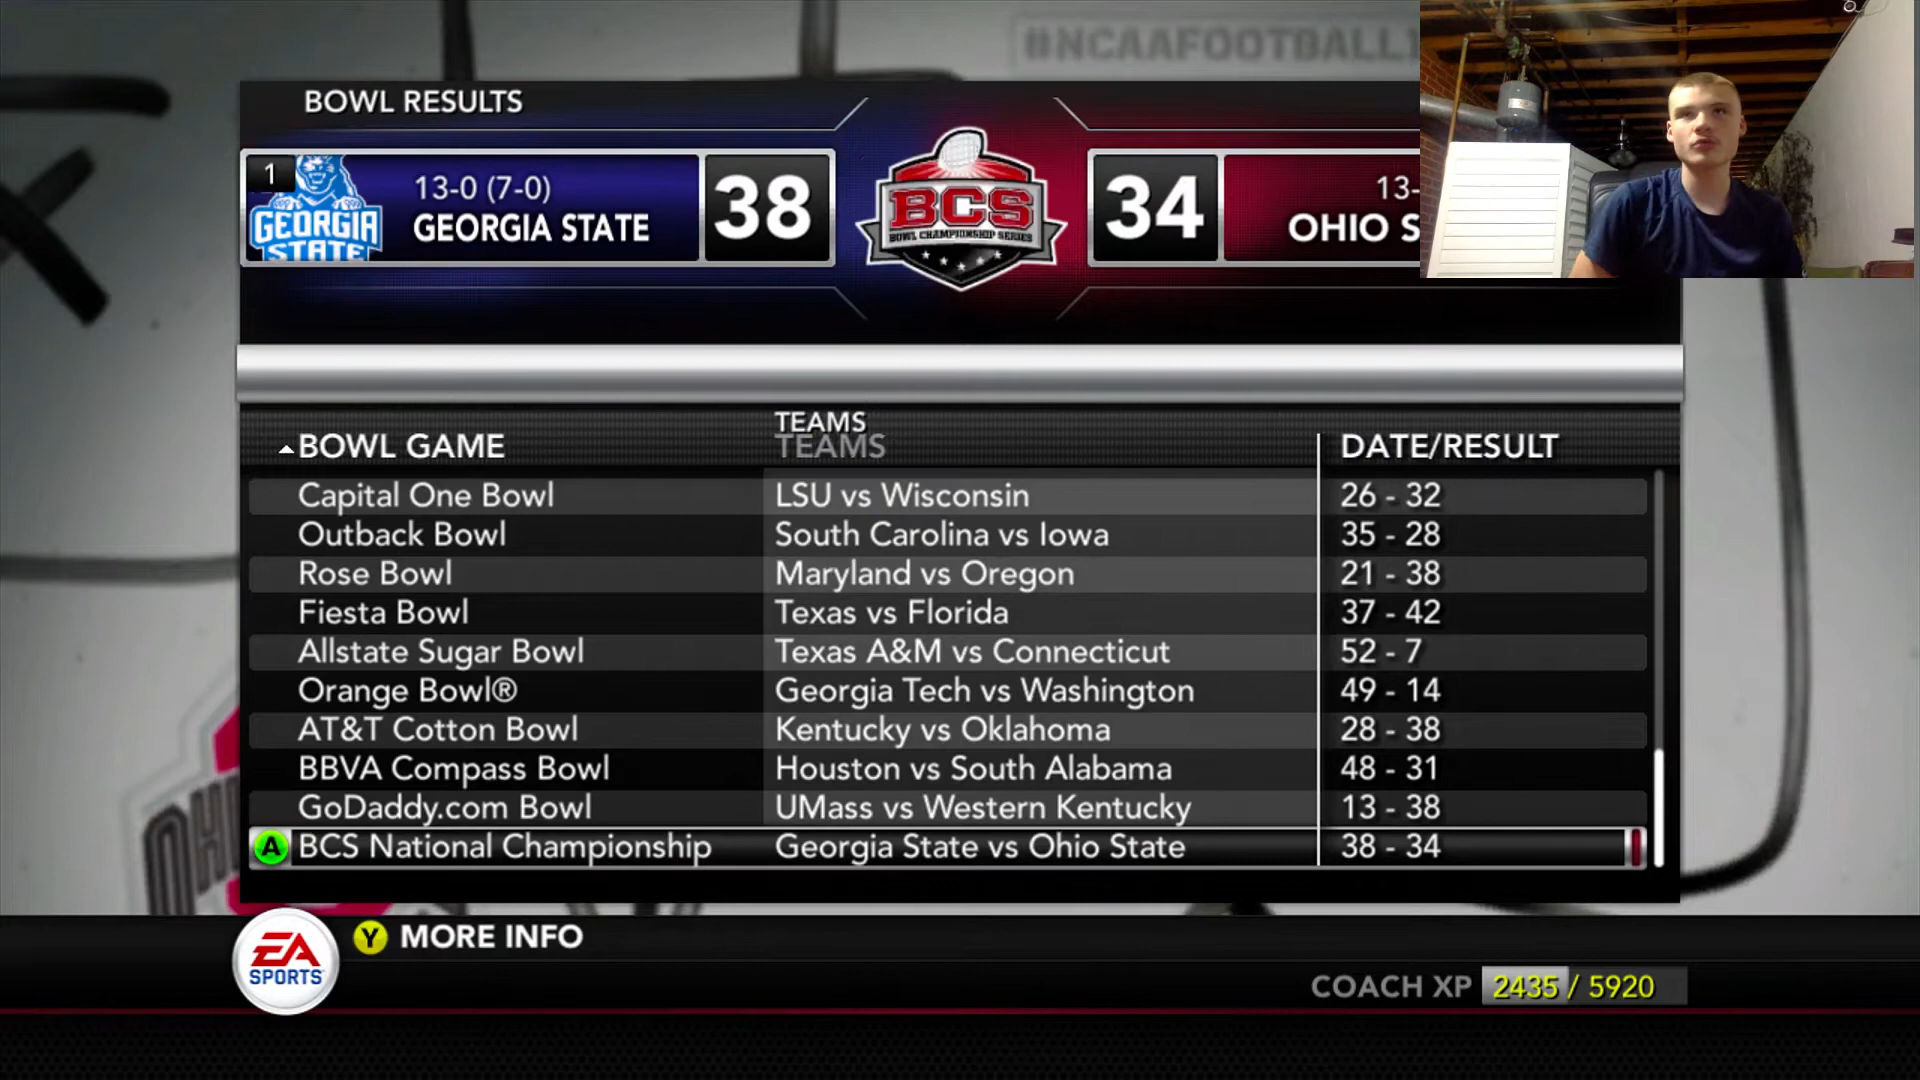 #NCAAFOOTBALL1
BOWL RESULTS
1
GEORGIA STATE
13-0 (7-0)
GEORGIA STATE
38
BCS
BOWL CHAMPIONSHIP SERIES
34
13-
OHIO S
TEAMS
BOWL GAME TEAMS DATE/RESULT
Capital One Bowl LSU vs Wisconsin 26 - 32
Outback Bowl South Carolina vs Iowa 35 - 28
Rose Bowl Maryland vs Oregon 21 - 38
Fiesta Bowl Texas vs Florida 37 - 42
Allstate Sugar Bowl Texas A&M vs Connecticut 52 - 7
Orange Bowl® Georgia Tech vs Washington 49 - 14
AT&T Cotton Bowl Kentucky vs Oklahoma 28 - 38
BBVA Compass Bowl Houston vs South Alabama 48 - 31
GoDaddy.com Bowl UMass vs Western Kentucky 13 - 38
A BCS National Championship Georgia State vs Ohio State 38 - 34
EA SPORTS
Y MORE INFO
COACH XP 2435 / 5920